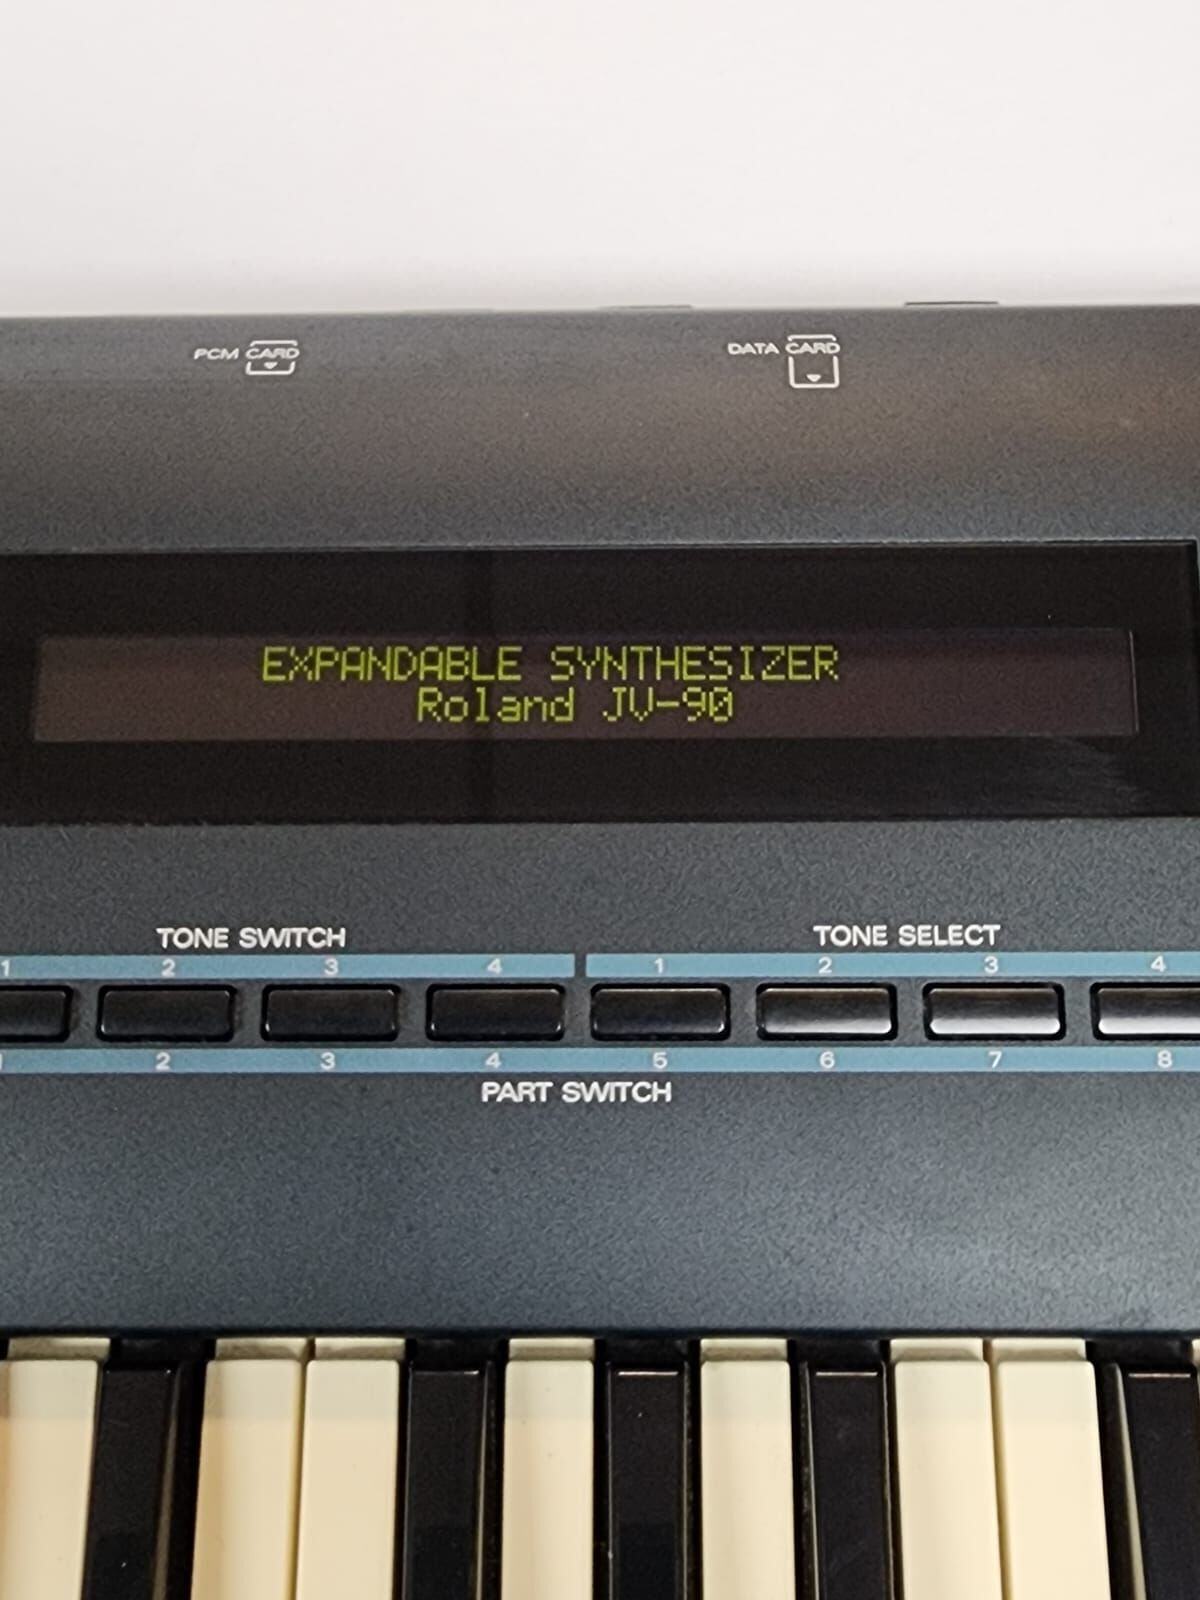 PCM CARD
DATA CARD
EXPANDABLE SYNTHESIZER
Roland JV-90
TONE SWITCH
TONE SELECT
1 2 3 4 1 2 3 4
1 2 3 4 5 6 7 8
PART SWITCH